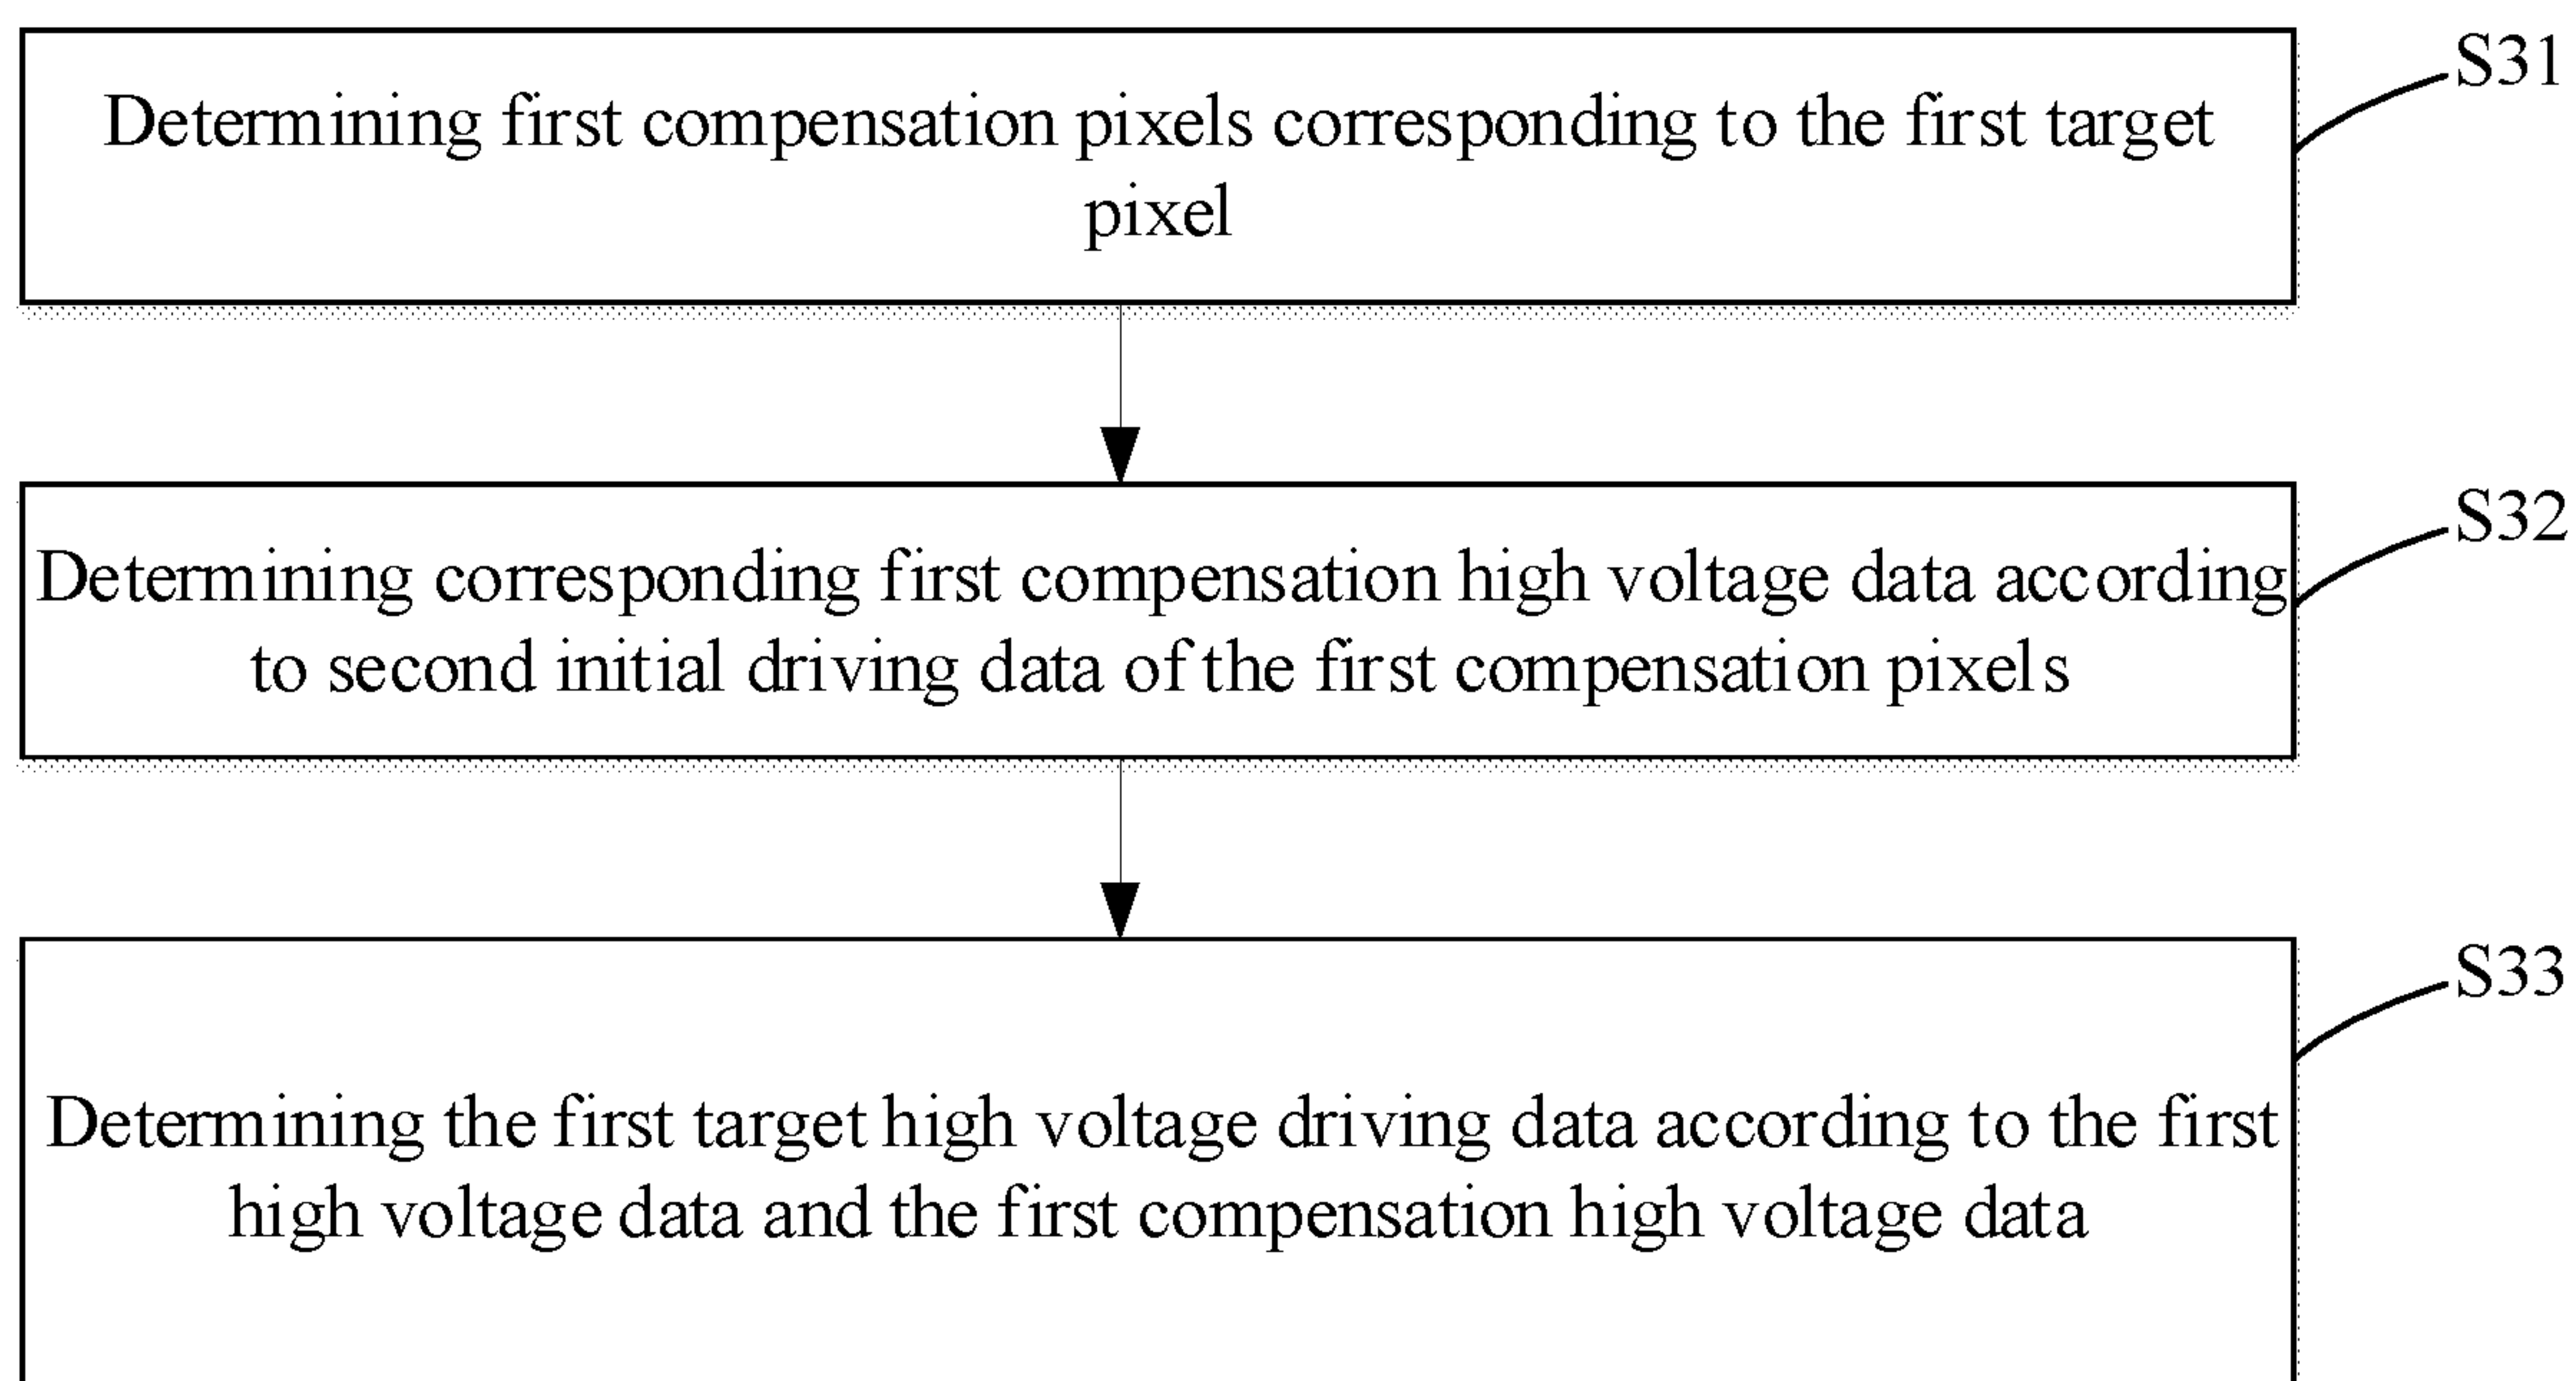 S31
Determining first compensation pixels corresponding to the first target
pixel
S32
Determining corresponding first compensation high voltage data according
to second initial driving data of the first compensation pixels
S33
Determining the first target high voltage driving data according to the first
high voltage data and the first compensation high voltage data